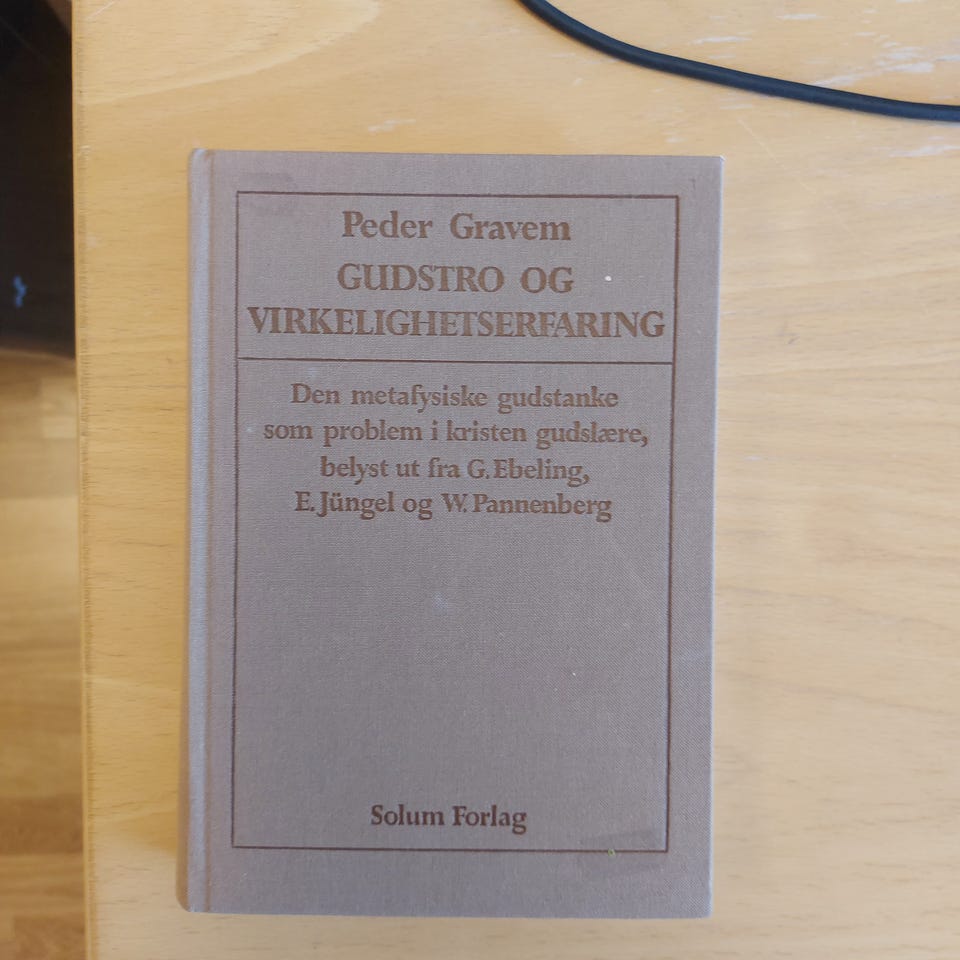 Peder Gravem
GUDSTRO OG
VIRKELIGHETSERFARING
Den metafysiske gudstanke
som problem i kristen gudslære,
belyst ut fra G. Ebeling,
E. Jüngel og W. Pannenberg
Solum Forlag